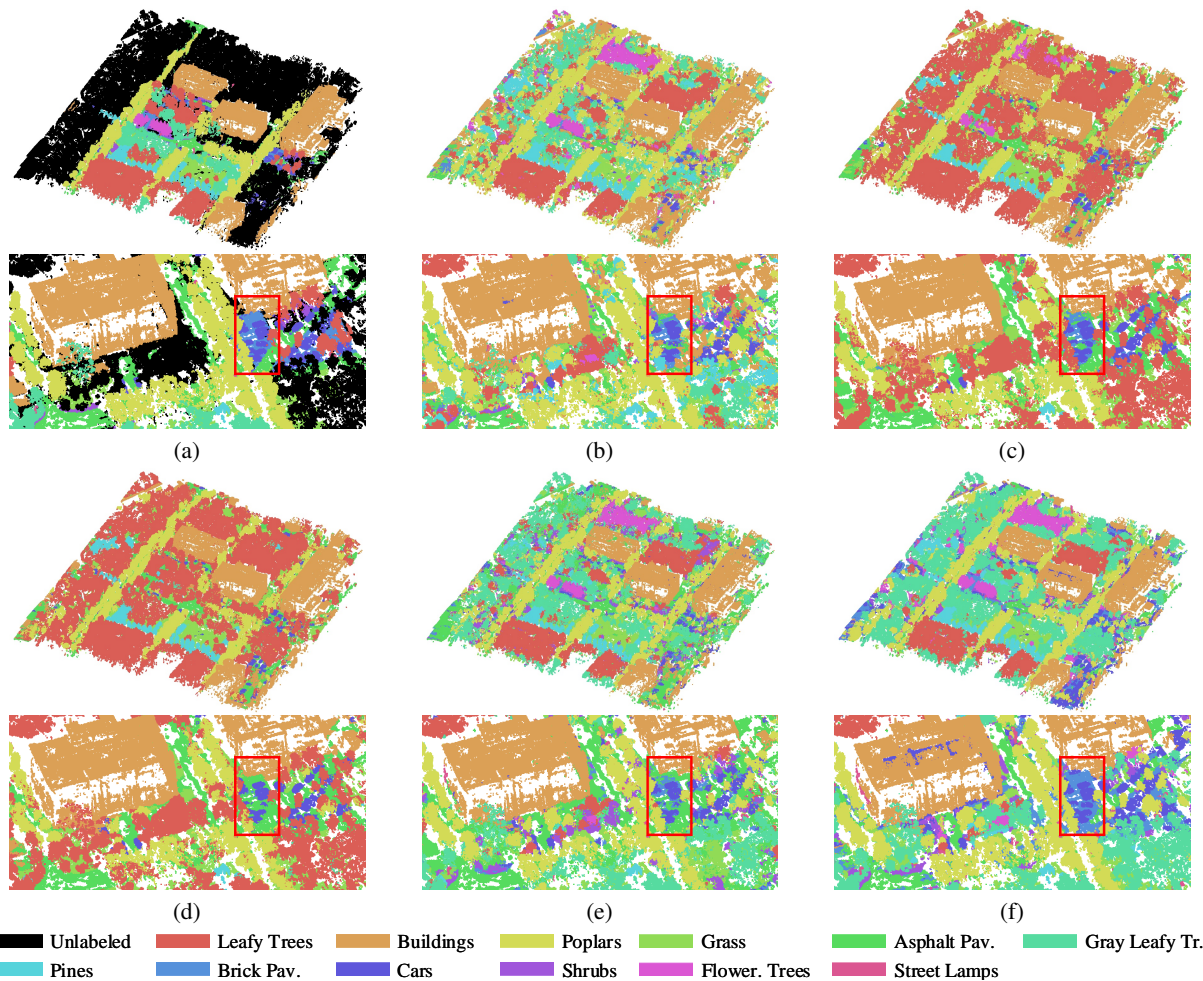 (a) (b) (c)
(d) (e) (f)
Unlabeled Leafy Trees Buildings Poplars Grass Asphalt Pav. Gray Leafy Tr.
Pines Brick Pav. Cars Shrubs Flower. Trees Street Lamps